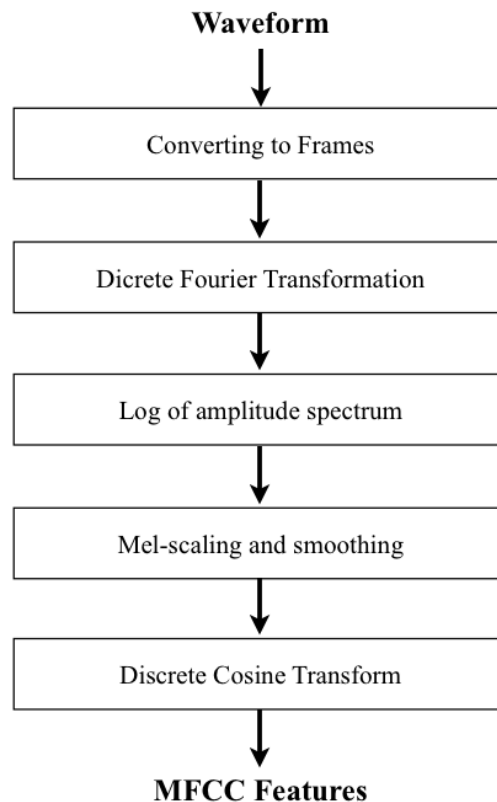 Waveform
Converting to Frames
Dicrete Fourier Transformation
Log of amplitude spectrum
Mel-scaling and smoothing
Discrete Cosine Transform
MFCC Features